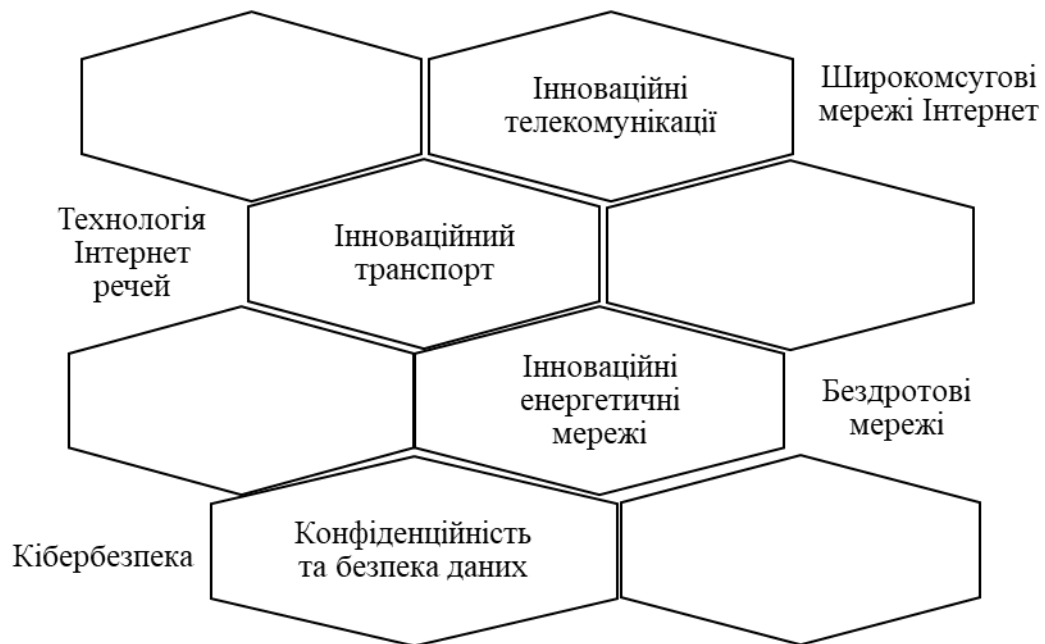 Інноваційні
телекомунікації
Широкомсугові
мережі Інтернет
Технологія
Інтернет
речей
Інноваційний
транспорт
Інноваційні
енергетичні
мережі
Бездротові
мережі
Кібербезпека
Конфіденційність
та безпека даних